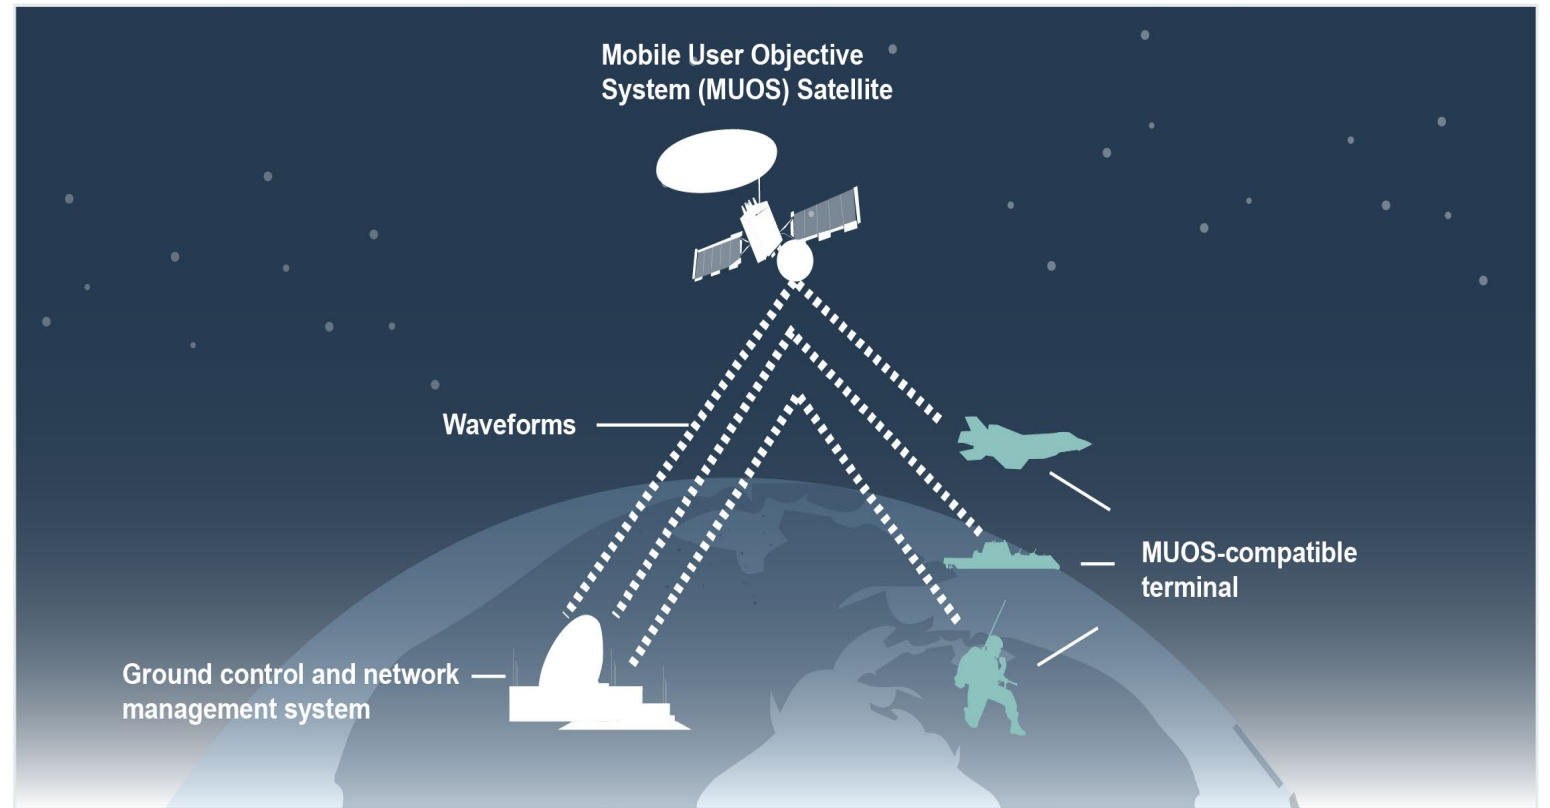 Mobile User Objective
System (MUOS) Satellite
Waveforms
MUOS-compatible
terminal
Ground control and network
management system